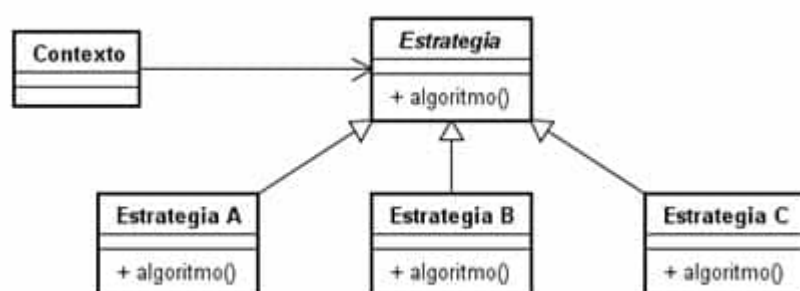 Estrategia
Contexto
+ algoritmo()
Estrategia A
Estrategia B
Estrategia C
+ algoritmo()
+ algoritmo()
+ algoritmo()